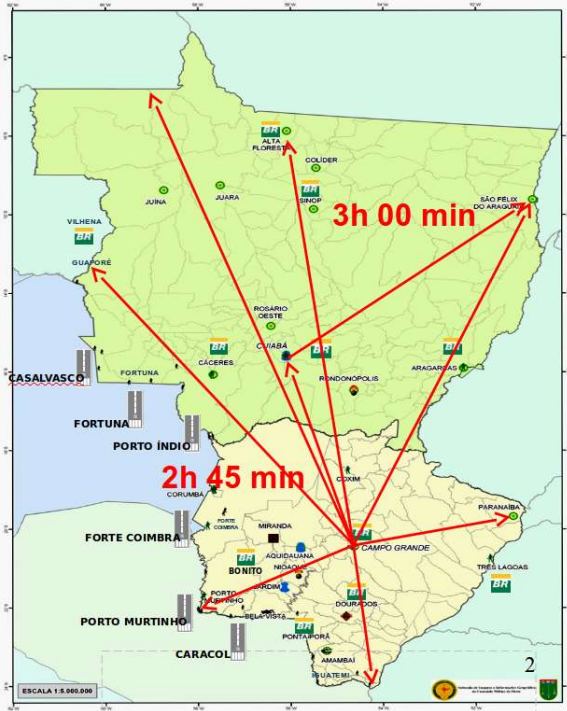 BR
ALTA
FLORESTA
COLÍDER
BR
SINOP
JUÍNA
JUARA
SÃO FÉLIX
DO ARAGUAIA
3h 00 min
VILHENA
BR
GUAPORÉ
ROSÁRIO
OESTE
CUIABÁ
BR
BR
BR
CÁCERES
ARAGARÇAS
FORTUNA
RONDONÓPOLIS
CASALVASCO
FORTUNA
PORTO ÍNDIO
2h 45 min
COXIM
CORUMBÁ
PARANAÍBA
FORTE
COIMBRA
MIRANDA
BR
FORTE COIMBRA
AQUIDAUANA
CAMPO GRANDE
BR
BONITO
NIOAQUE
TRÊS LAGOAS
BR
JARDIM
BR
PORTO
MURTINHO
DOURADOS
BELA VISTA
PORTO MURTINHO
BR
PONTA PORÃ
CARACOL
AMAMBAÍ
IGUATEMI
2
ESCALA 1:5.000.000